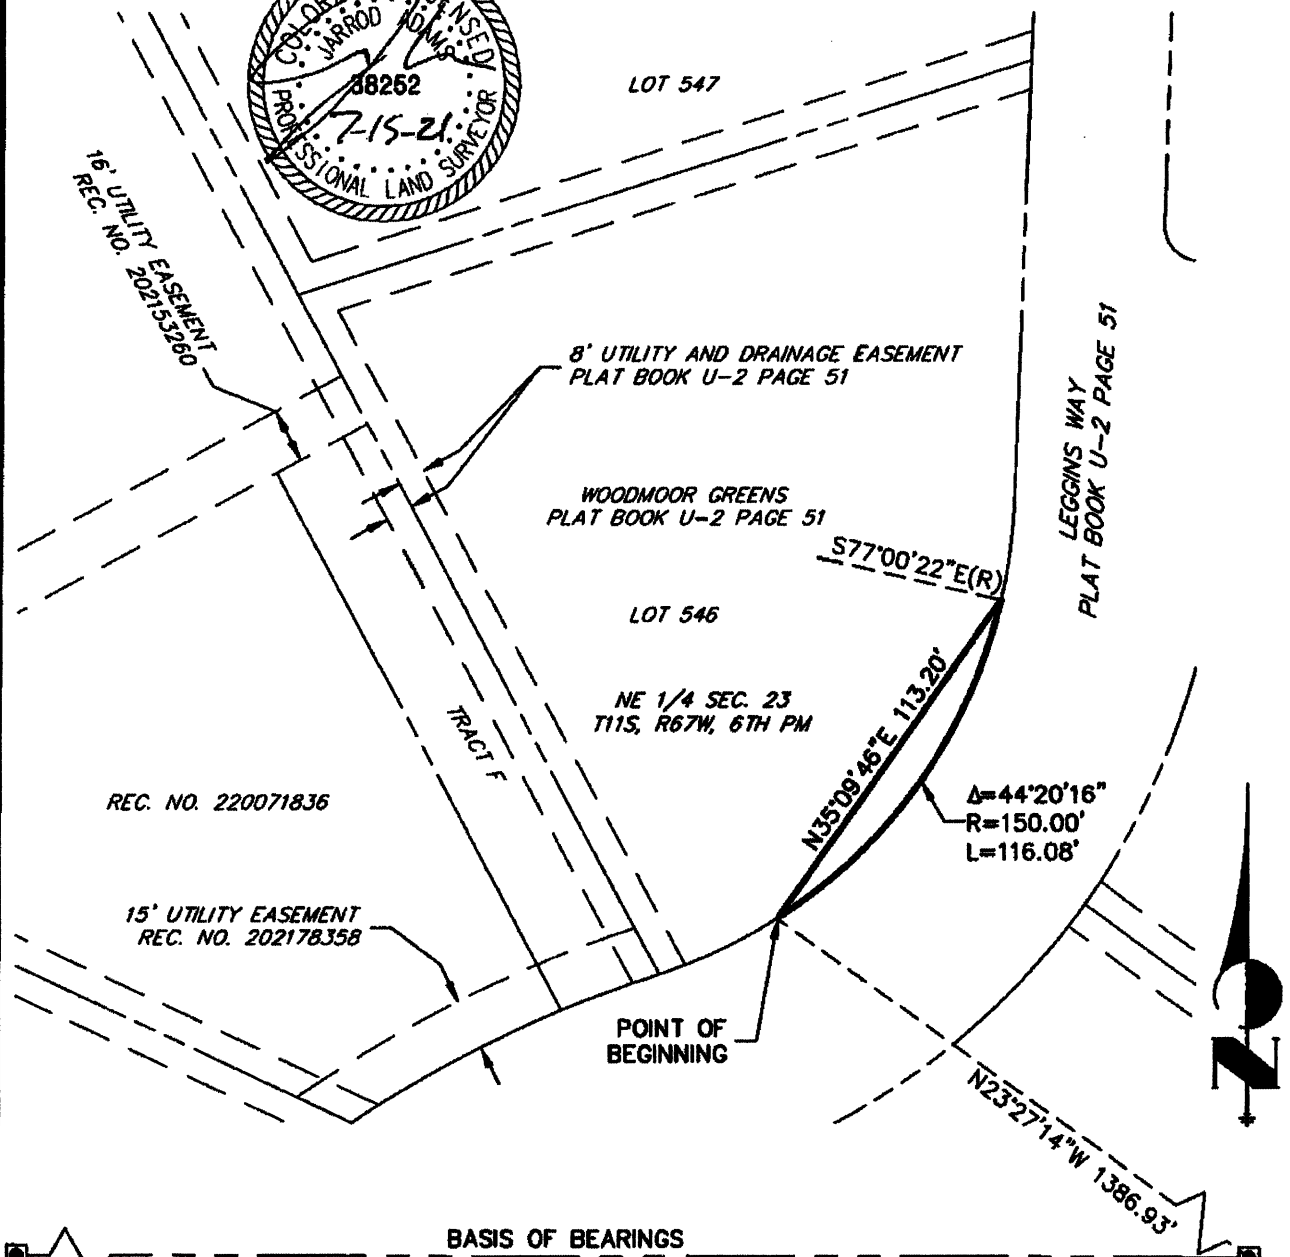 COLORADO LICENSED
JARROD ADAMS
38252
7-15-21
PROFESSIONAL LAND SURVEYOR
LOT 547
16' UTILITY EASEMENT
REC. NO. 202153260
8' UTILITY AND DRAINAGE EASEMENT
PLAT BOOK U-2 PAGE 51
LEGGINS WAY
PLAT BOOK U-2 PAGE 51
WOODMOOR GREENS
PLAT BOOK U-2 PAGE 51
S77°00'22"E(R)
LOT 546
NE 1/4 SEC. 23
T11S, R67W, 6TH PM
TRACT F
N35°09'46"E 113.20'
REC. NO. 220071836
Δ=44°20'16"
R=150.00'
L=116.08'
15' UTILITY EASEMENT
REC. NO. 202178358
POINT OF
BEGINNING
N
N23°27'14"W 1386.93'
BASIS OF BEARINGS